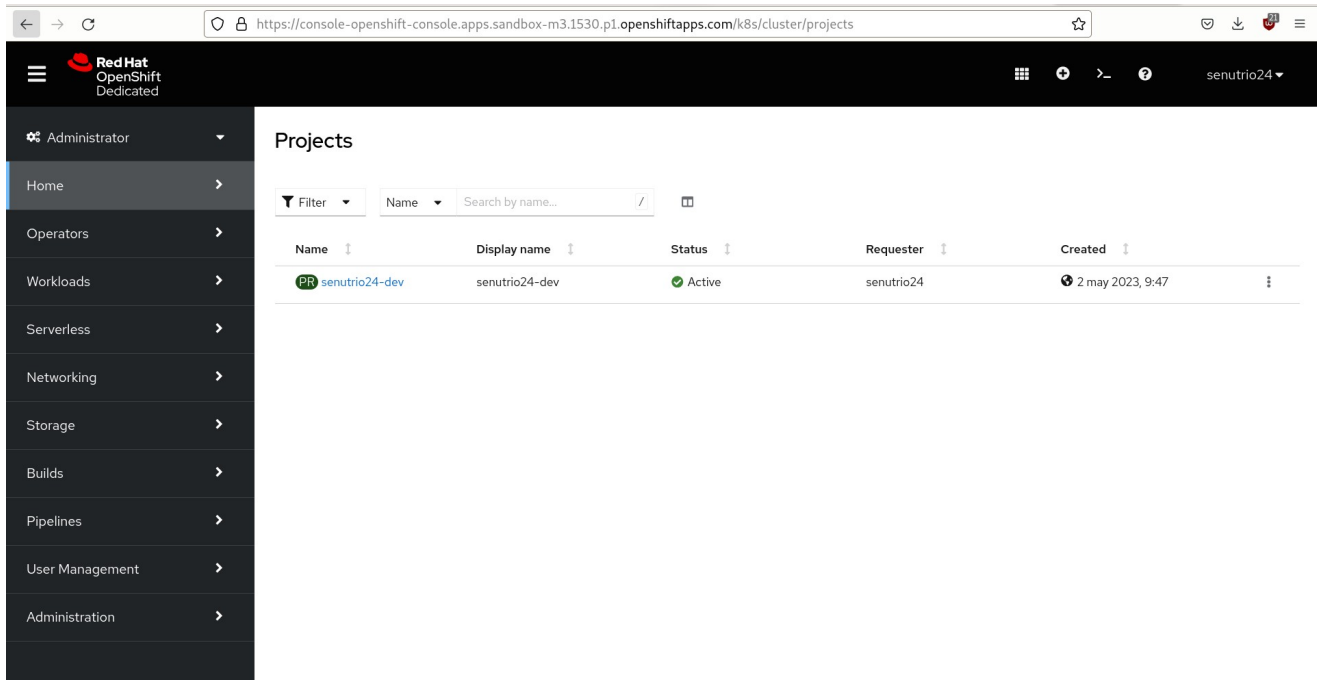 https://console-openshift-console.apps.sandbox-m3.1530.p1.openshiftapps.com/k8s/cluster/projects
21
Red Hat
OpenShift
Dedicated
senutrio24
Administrator
Home
Operators
Workloads
Serverless
Networking
Storage
Builds
Pipelines
User Management
Administration
Projects
Filter Name Search by name... /
Name Display name Status Requester Created
PR senutrio24-dev senutrio24-dev Active senutrio24 2 may 2023, 9:47